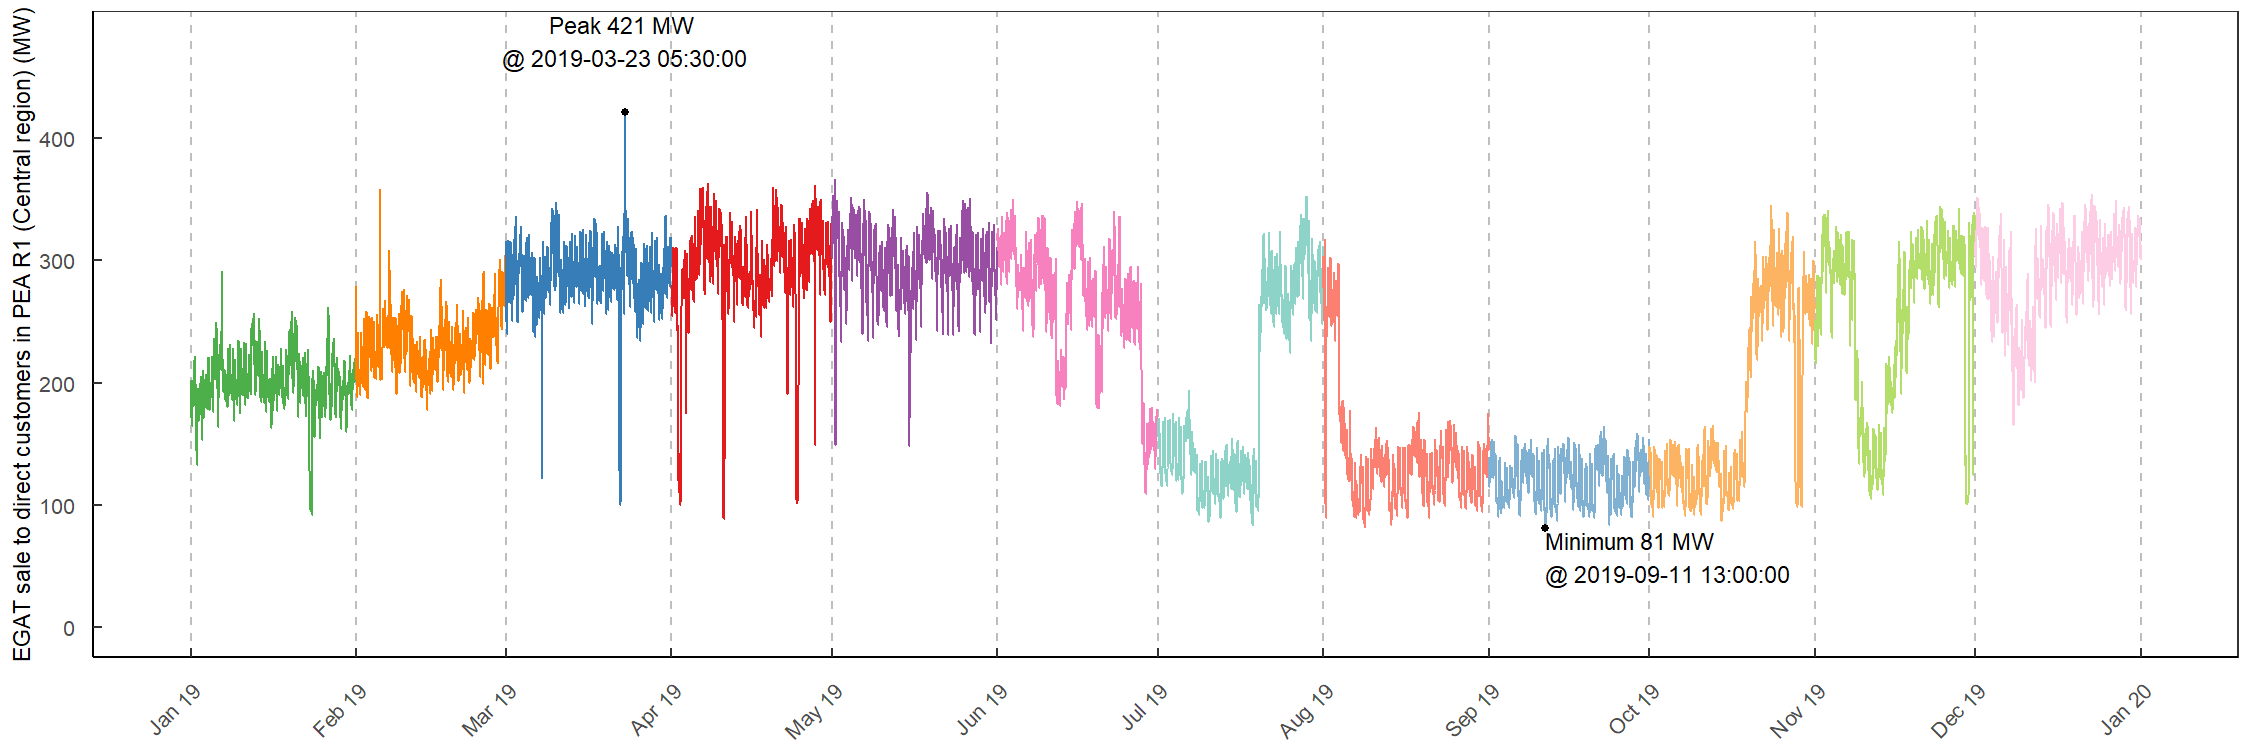 EGAT sale to direct customers in PEA R1 (Central region) (MW)
Peak 421 MW
@ 2019-03-23 05:30:00
400
300
200
100
0
Minimum 81 MW
@ 2019-09-11 13:00:00
Jan 19
Feb 19
Mar 19
Apr 19
May 19
Jun 19
Jul 19
Aug 19
Sep 19
Oct 19
Nov 19
Dec 19
Jan 20